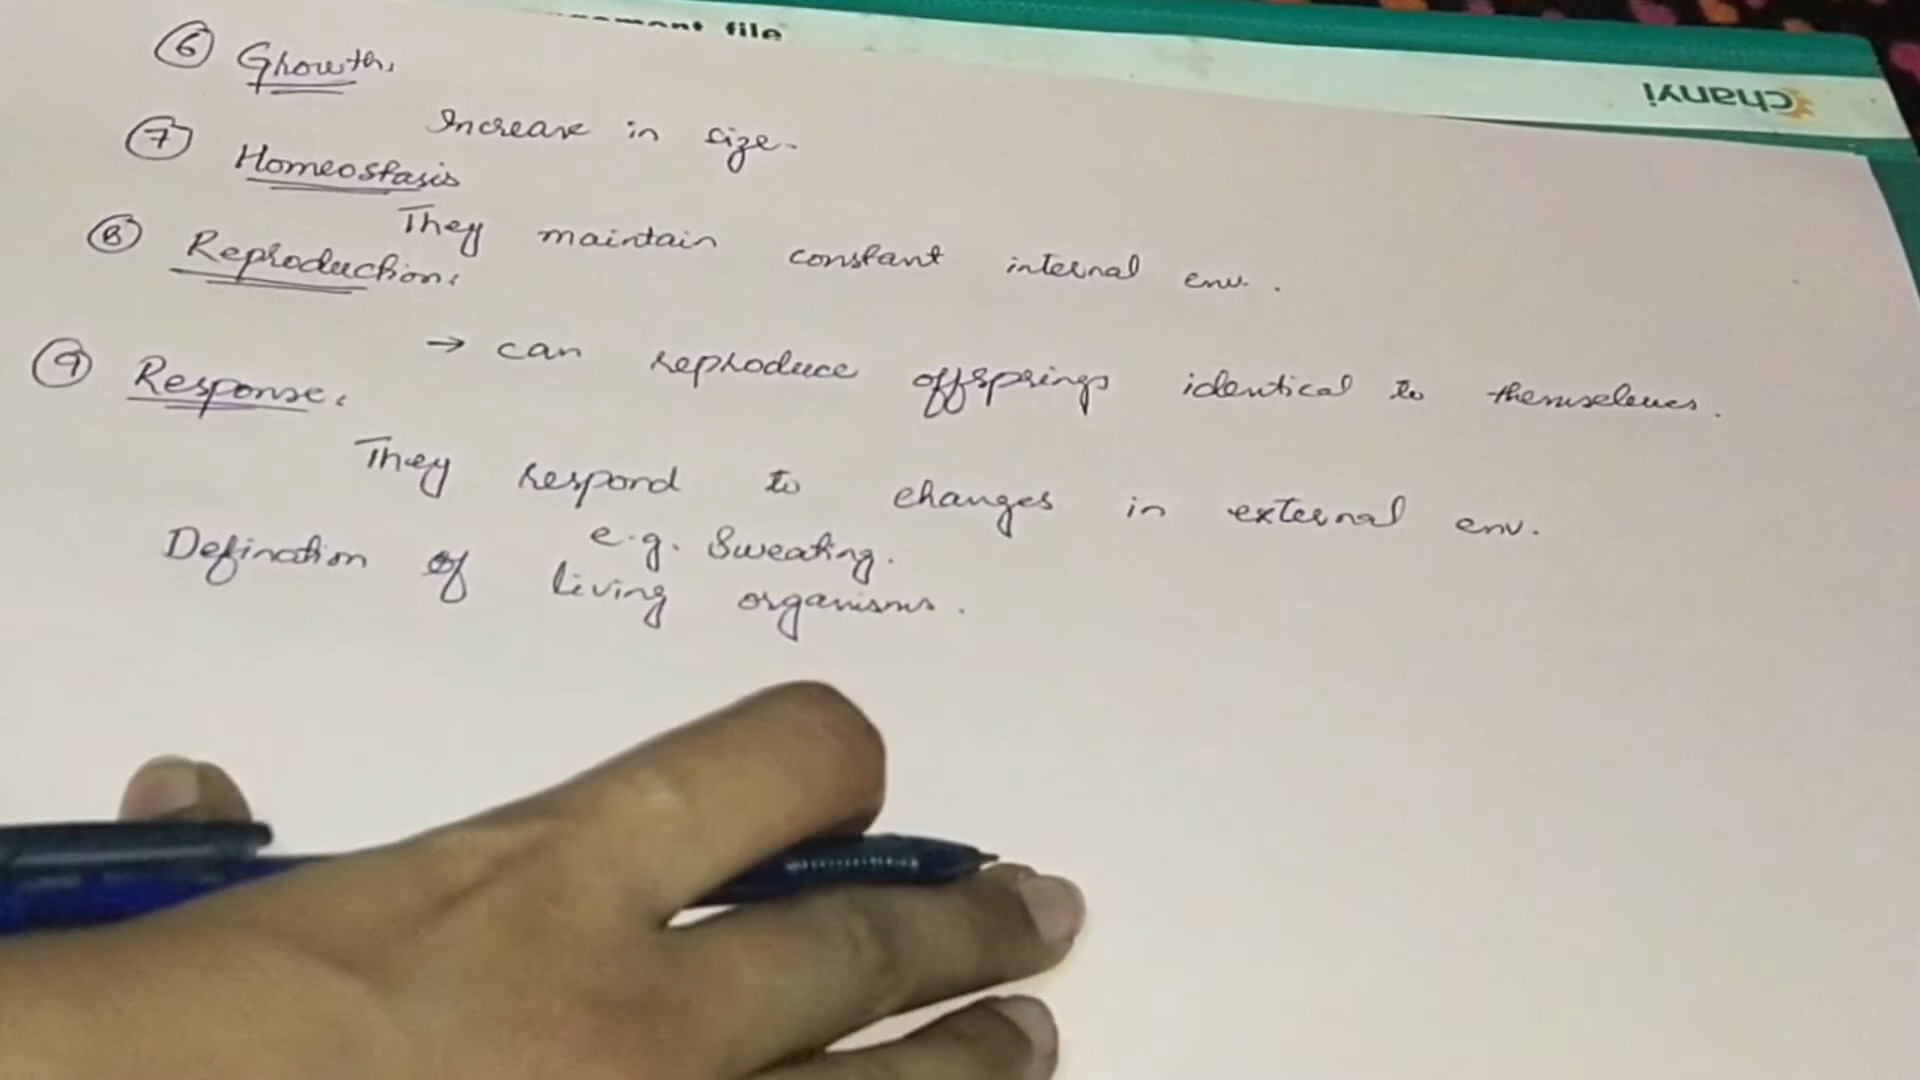 file
chanyi
⑥ Growth,
Increase in size.
⑦ Homeostasis
They maintain constant internal env.
⑧ Reproduction:
→ can reproduce offsprings identical to themselves.
⑨ Response:
They respond to changes in external env.
e.g. Sweating.
Defination of living organisms.